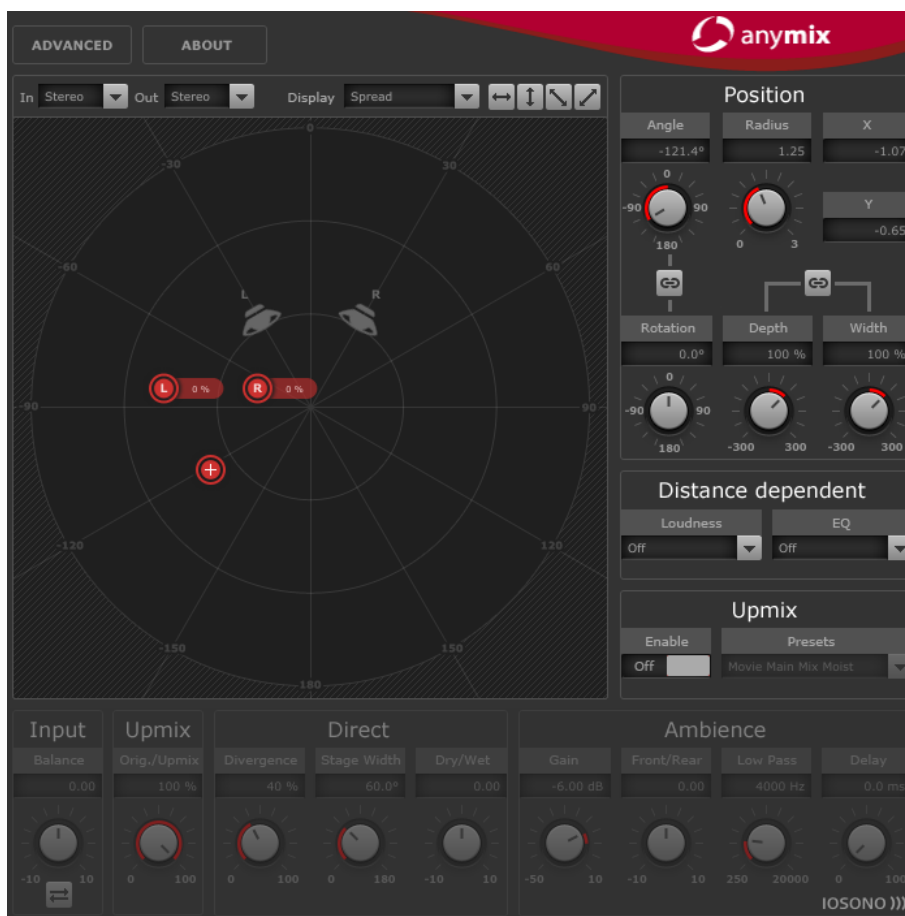 ADVANCED ABOUT anymix
In Stereo Out Stereo Display Spread
Position
Angle Radius X
-121.4° 1.25 -1.07
0
-90 90
180
0 3
Y
-0.65
Rotation Depth Width
0.0° 100 % 100 %
0
-90 90
180
-300 300
-300 300
0
-30 30
-60 60
L R
L 0 % R 0 %
-90 90
-120 120
-150 150
180
Distance dependent
Loudness EQ
Off Off
Upmix
Enable Presets
Off Movie Main Mix Moist
Input Upmix Direct Ambience
Balance Orig./Upmix Divergence Stage Width Dry/Wet Gain Front/Rear Low Pass Delay
0.00 100 % 40 % 60.0° 0.00 -6.00 dB 0.00 4000 Hz 0.0 ms
-10 10 0 100 0 100 0 180 -10 10 -50 10 -10 10 250 20000 0 100
IOSONO